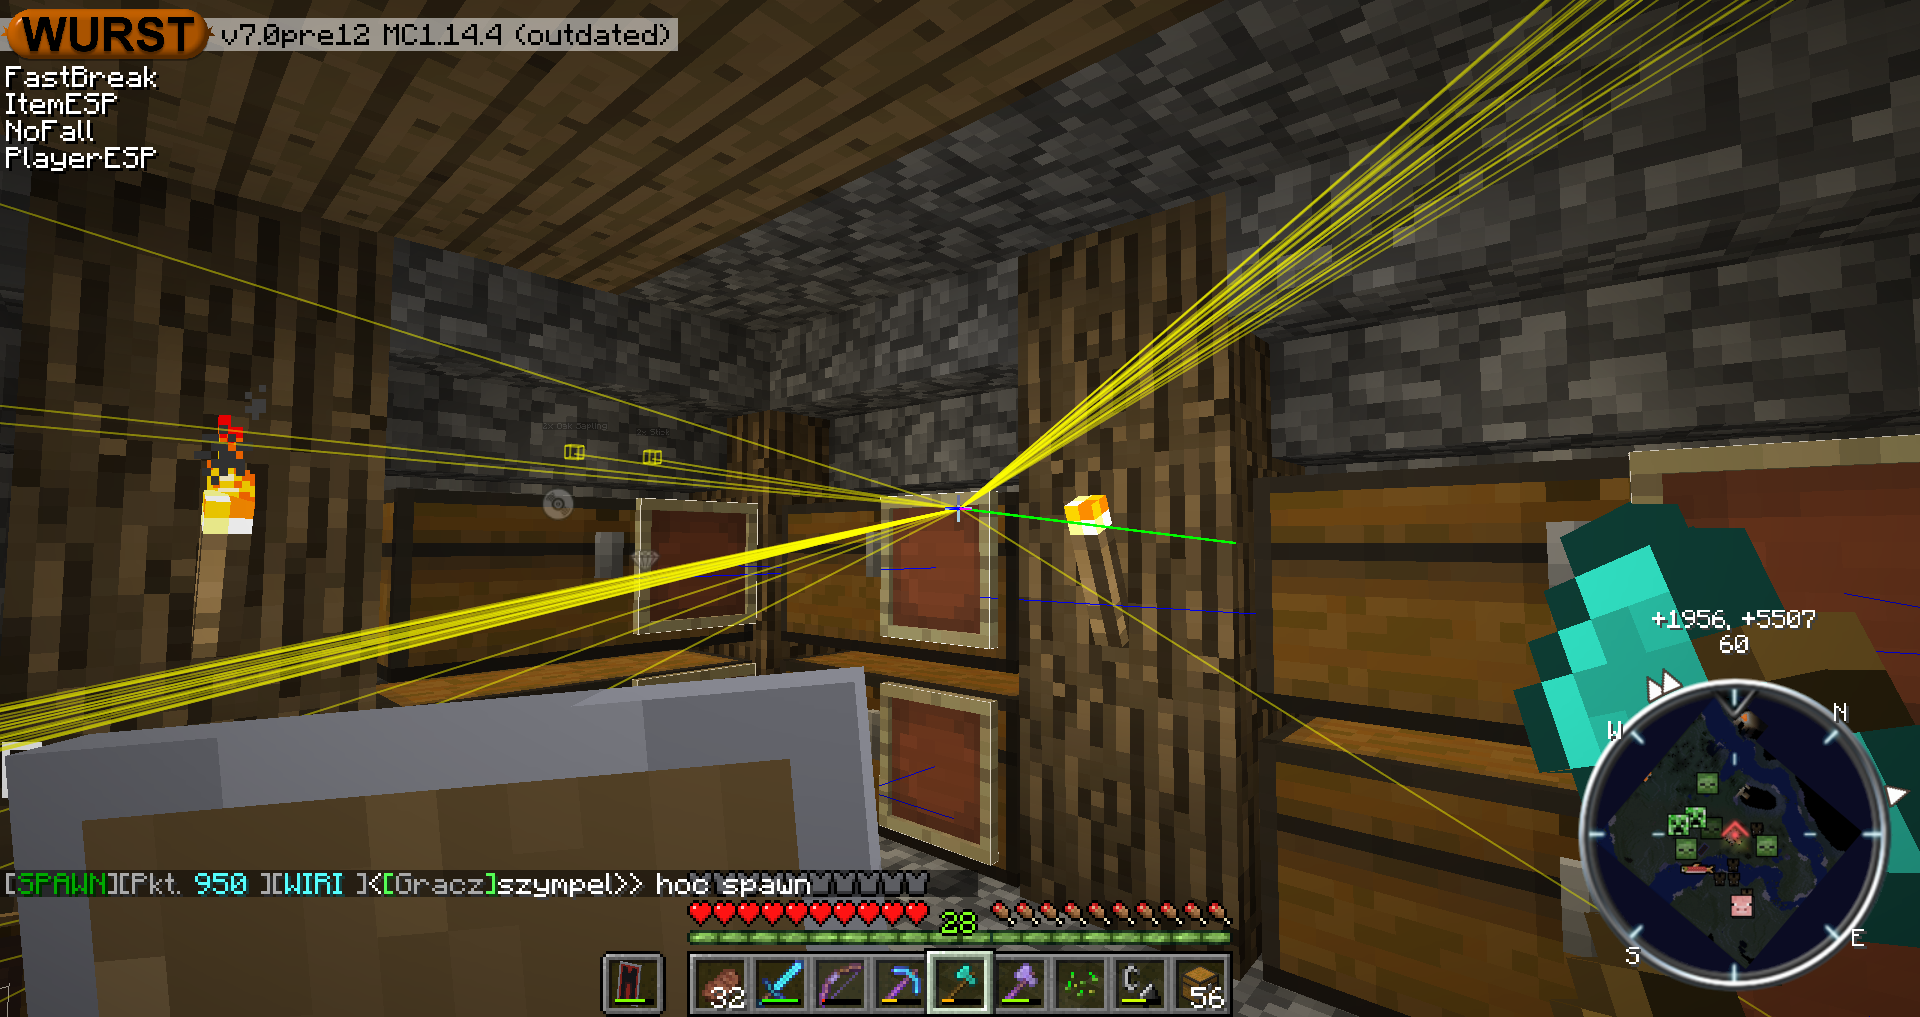 WURST v7.0pre12 MC1.14.4 (outdated)
FastBreak
ItemESP
NoFall
PlayerESP
+1956, +5507
60
N
W
E
S
[SPAWN][Pkt. 950 ][WIRI ]<[Gracz]szympel>> hoc spawn
28
32
56